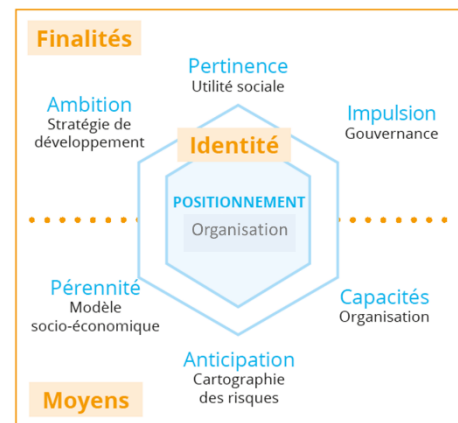 Finalités
Pertinence
Utilité sociale
Ambition
Stratégie de
développement
Impulsion
Gouvernance
Identité
POSITIONNEMENT
Organisation
Pérennité
Modèle
socio-économique
Capacités
Organisation
Anticipation
Cartographie
des risques
Moyens